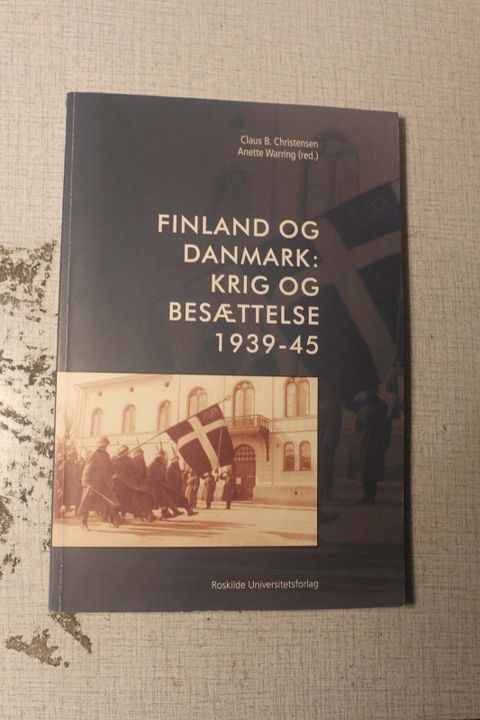 Claus B. Christensen
Anette Warring (red.)
FINLAND OG
DANMARK:
KRIG OG
BESÆTTELSE
1939-45
Roskilde Universitetsforlag